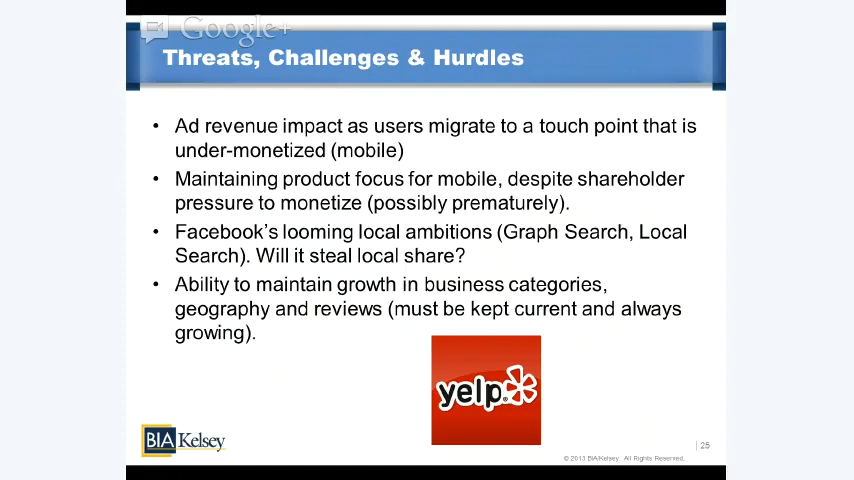 Google+
Threats, Challenges & Hurdles
• Ad revenue impact as users migrate to a touch point that is
under-monetized (mobile)
• Maintaining product focus for mobile, despite shareholder
pressure to monetize (possibly prematurely).
• Facebook's looming local ambitions (Graph Search, Local
Search). Will it steal local share?
• Ability to maintain growth in business categories,
geography and reviews (must be kept current and always
growing).
yelp
BIA Kelsey
25
© 2013 BIA/Kelsey. All Rights Reserved.